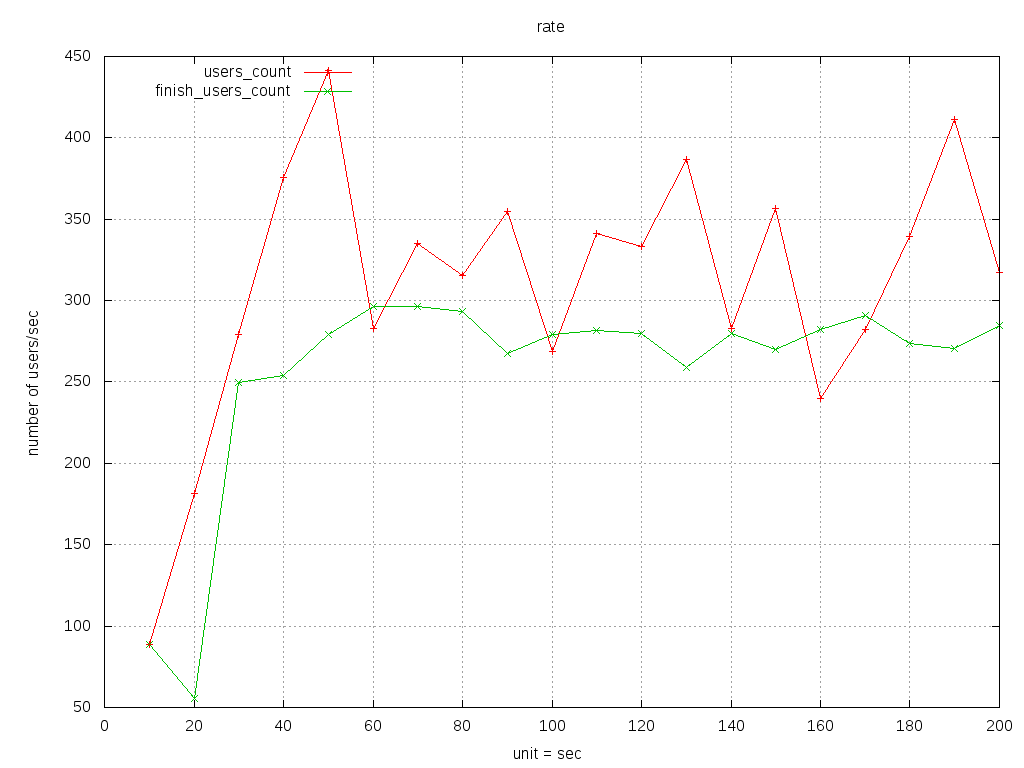 rate
450
400
350
300
250
200
150
100
50
users_count
finish_users_count
number of users/sec
0 20 40 60 80 100 120 140 160 180 200
unit = sec